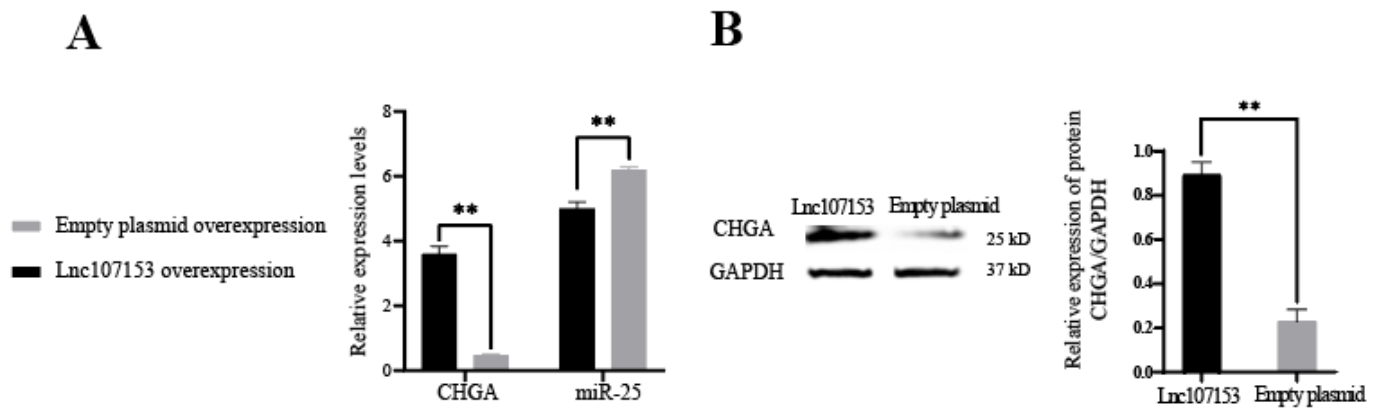 A
Relative expression levels
8
6
4
2
0
**
**
CHGA
miR-25
Empty plasmid overexpression
Lnc107153 overexpression
B
Lnc107153
Empty plasmid
CHGA
25 kD
GAPDH
37 kD
Relative expression of protein
CHGA/GAPDH
1.0
0.8
0.6
0.4
0.2
0.0
**
Lnc107153
Empty plasmid